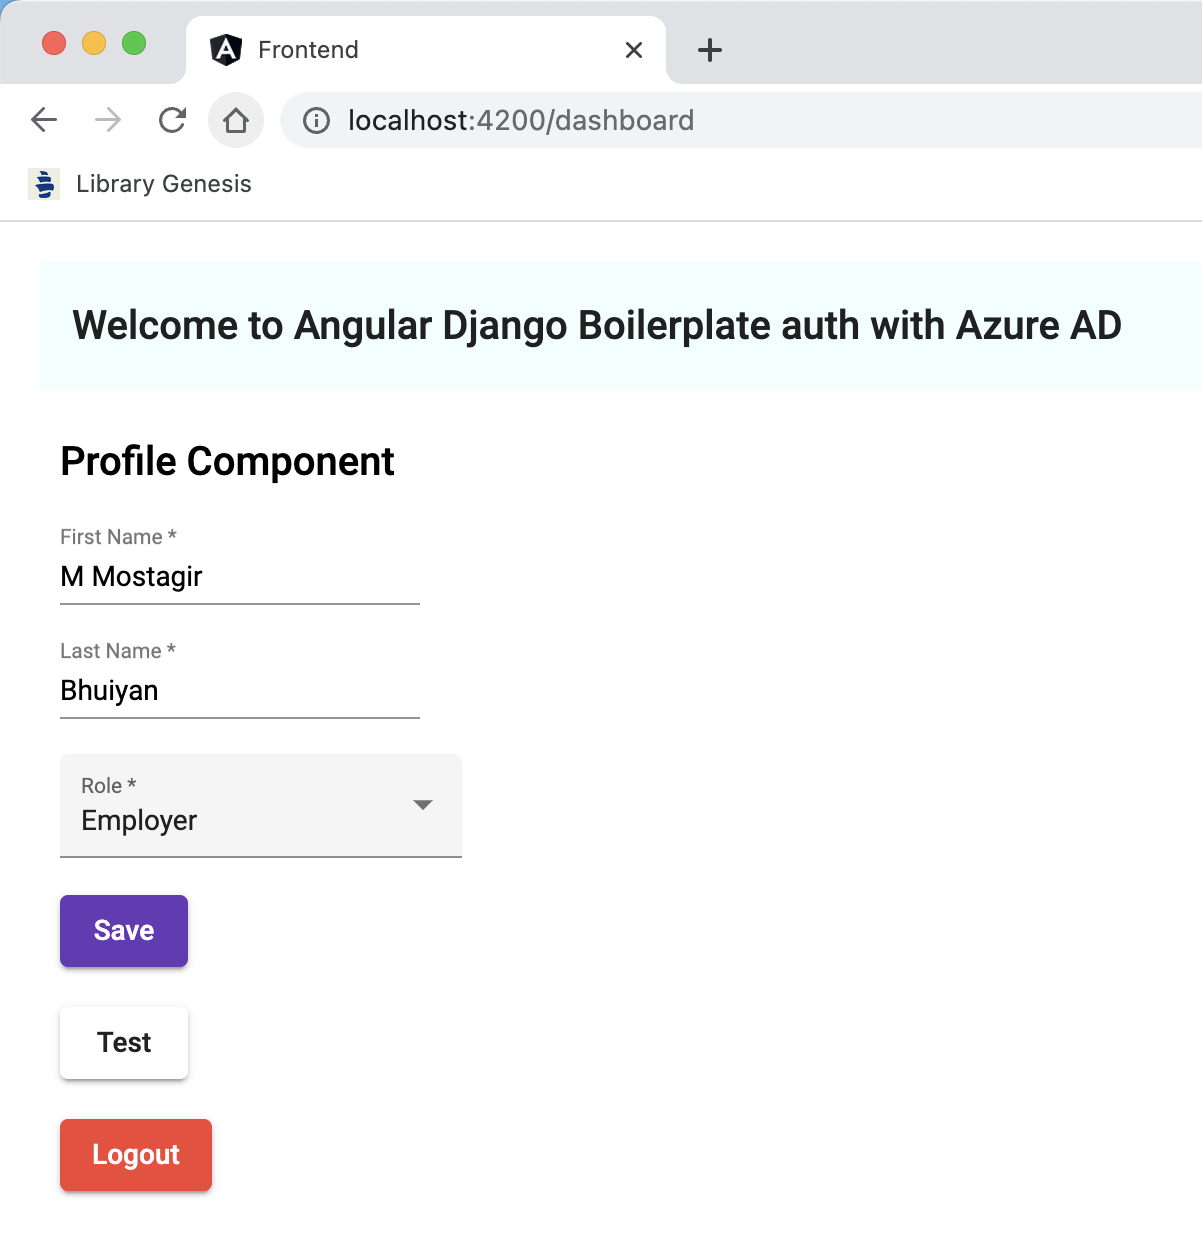 Frontend
localhost:4200/dashboard
Library Genesis
Welcome to Angular Django Boilerplate auth with Azure AD
Profile Component
First Name *
M Mostagir
Last Name *
Bhuiyan
Role *
Employer
Save
Test
Logout